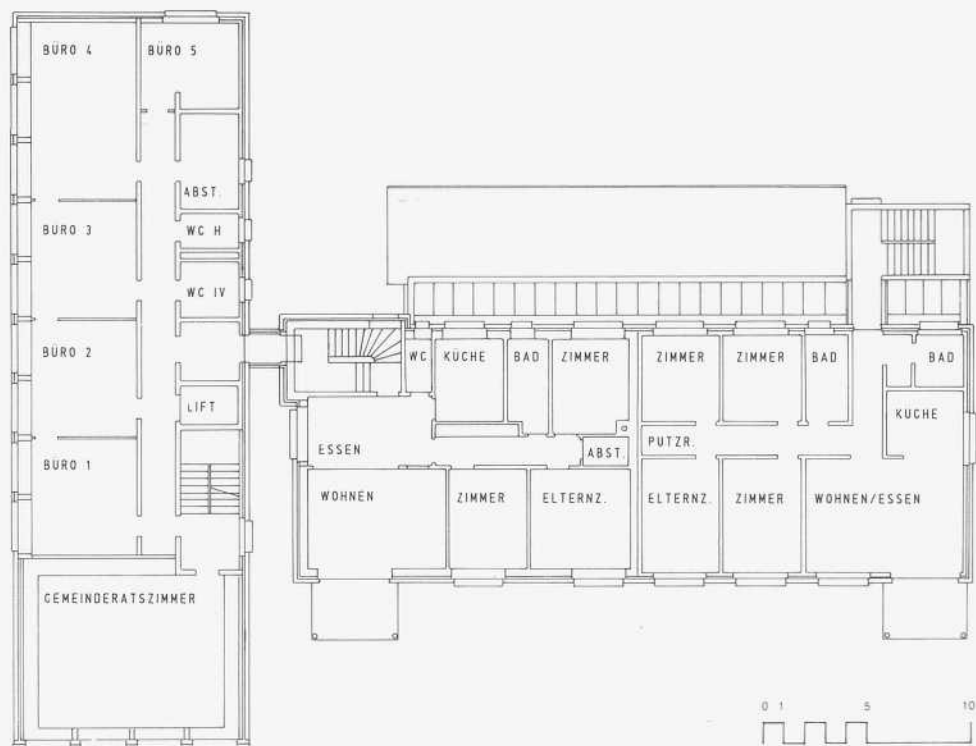 BÜRO 4
BÜRO 5
ABST.
BÜRO 3
WC H
WC IV
BÜRO 2
LIFT
BÜRO 1
GEMEINDERATSZIMMER
WC.
KÜCHE
BAD
ZIMMER
ZIMMER
ZIMMER
BAD
BAD
KÜCHE
ESSEN
ABST.
PUTZR.
WOHNEN
ZIMMER
ELTERNZ.
ELTERNZ.
ZIMMER
WOHNEN/ESSEN
0 1 5 10